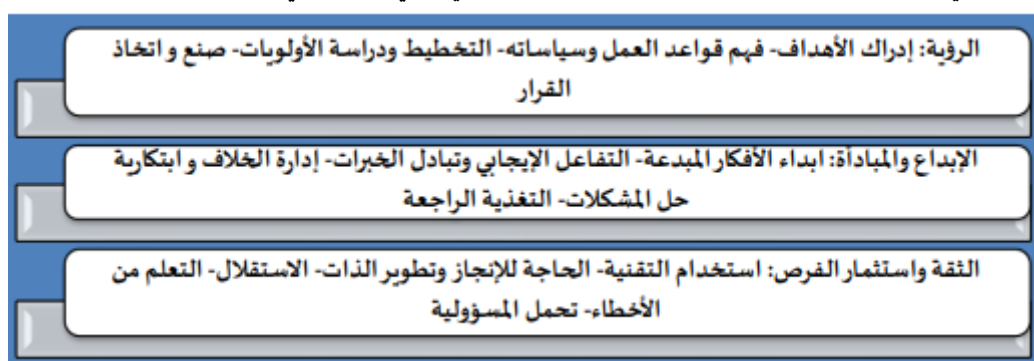 الرؤية: إدراك الأهداف- فهم قواعد العمل وسياساته- التخطيط ودراسة الأولويات- صنع و اتخاذ
القرار
الإبداع والمبادأة: ابداء الأفكار المبدعة- التفاعل الإيجابي وتبادل الخبرات- إدارة الخلاف و ابتكارية
حل المشكلات- التغذية الراجعة
الثقة واستثمار الفرص: استخدام التقنية- الحاجة للإنجاز وتطوير الذات- الاستقلال- التعلم من
الأخطاء- تحمل المسؤولية